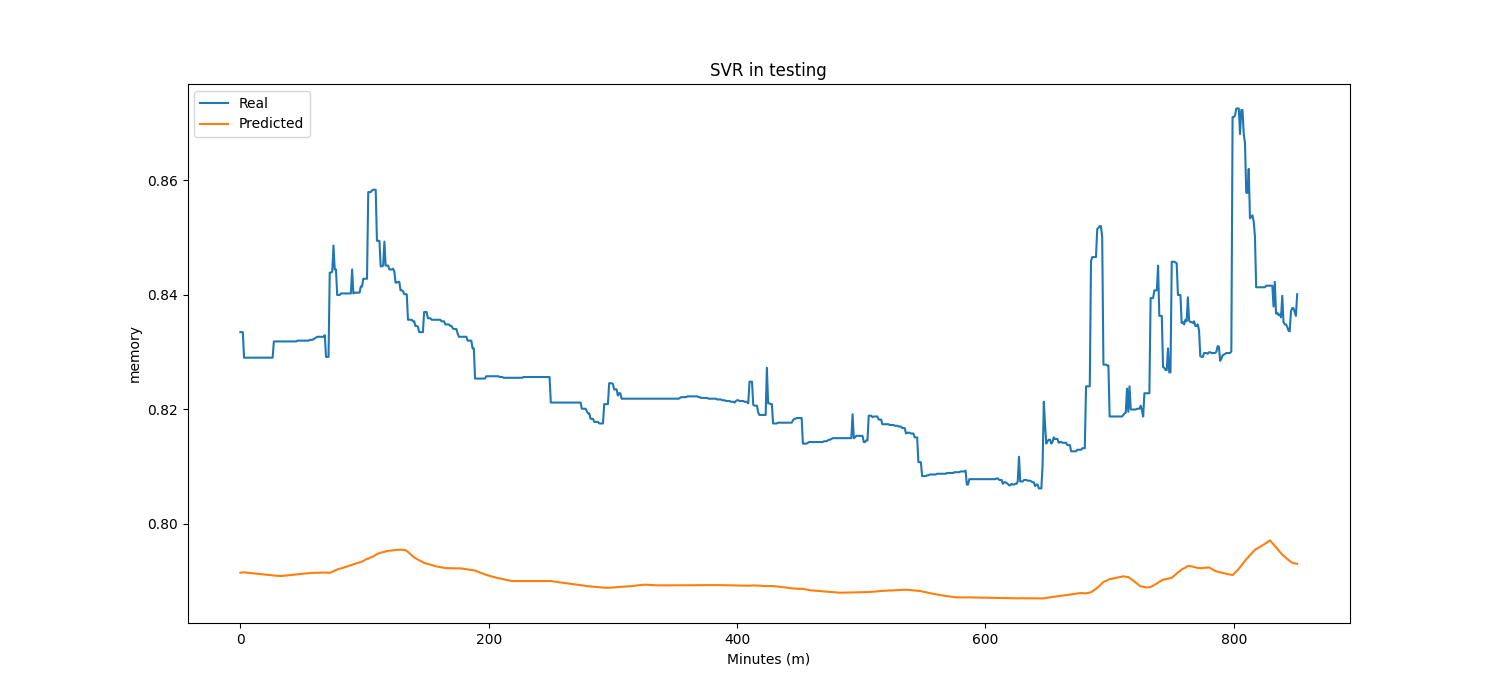 SVR in testing
Real
Predicted
0.86
0.84
0.82
0.80
memory
0 200 400 600 800
Minutes (m)